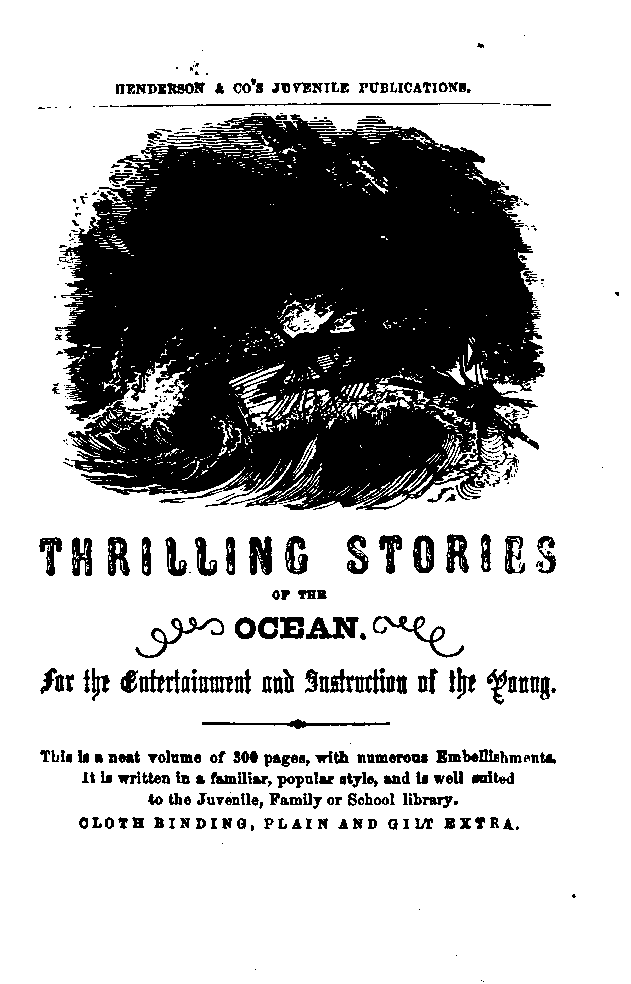 HENDERSON & CO'S JUVENILE PUBLICATIONS.
THRILLING STORIES
OF THE
OCEAN.
For the Entertainment and Instruction of the Young.
This is a neat volume of 300 pages, with numerous Embellishments.
It is written in a familiar, popular style, and is well suited
to the Juvenile, Family or School library.
CLOTH BINDING, PLAIN AND GILT EXTRA.